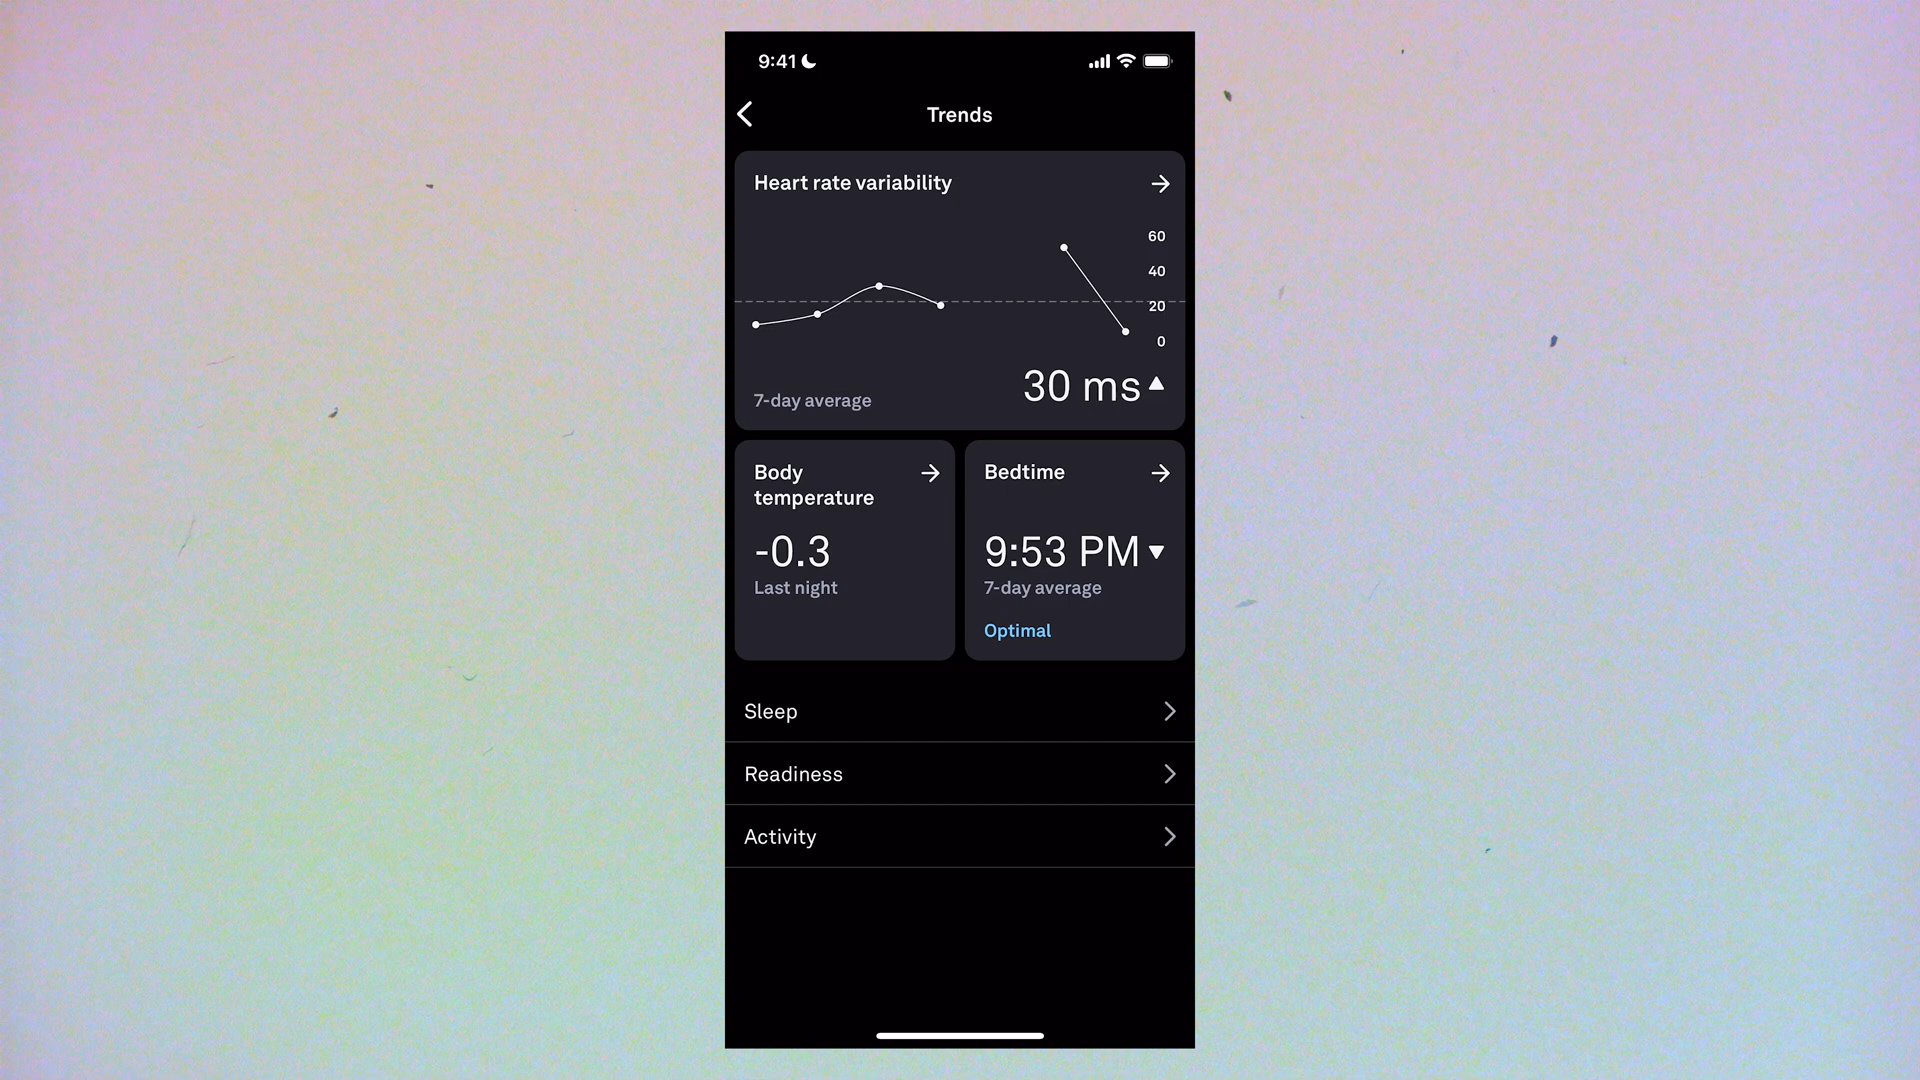 9:41
Trends
Heart rate variability
60
40
20
0
7-day average
30 ms
Body
temperature
-0.3
Last night
Bedtime
9:53 PM
7-day average
Optimal
Sleep
Readiness
Activity